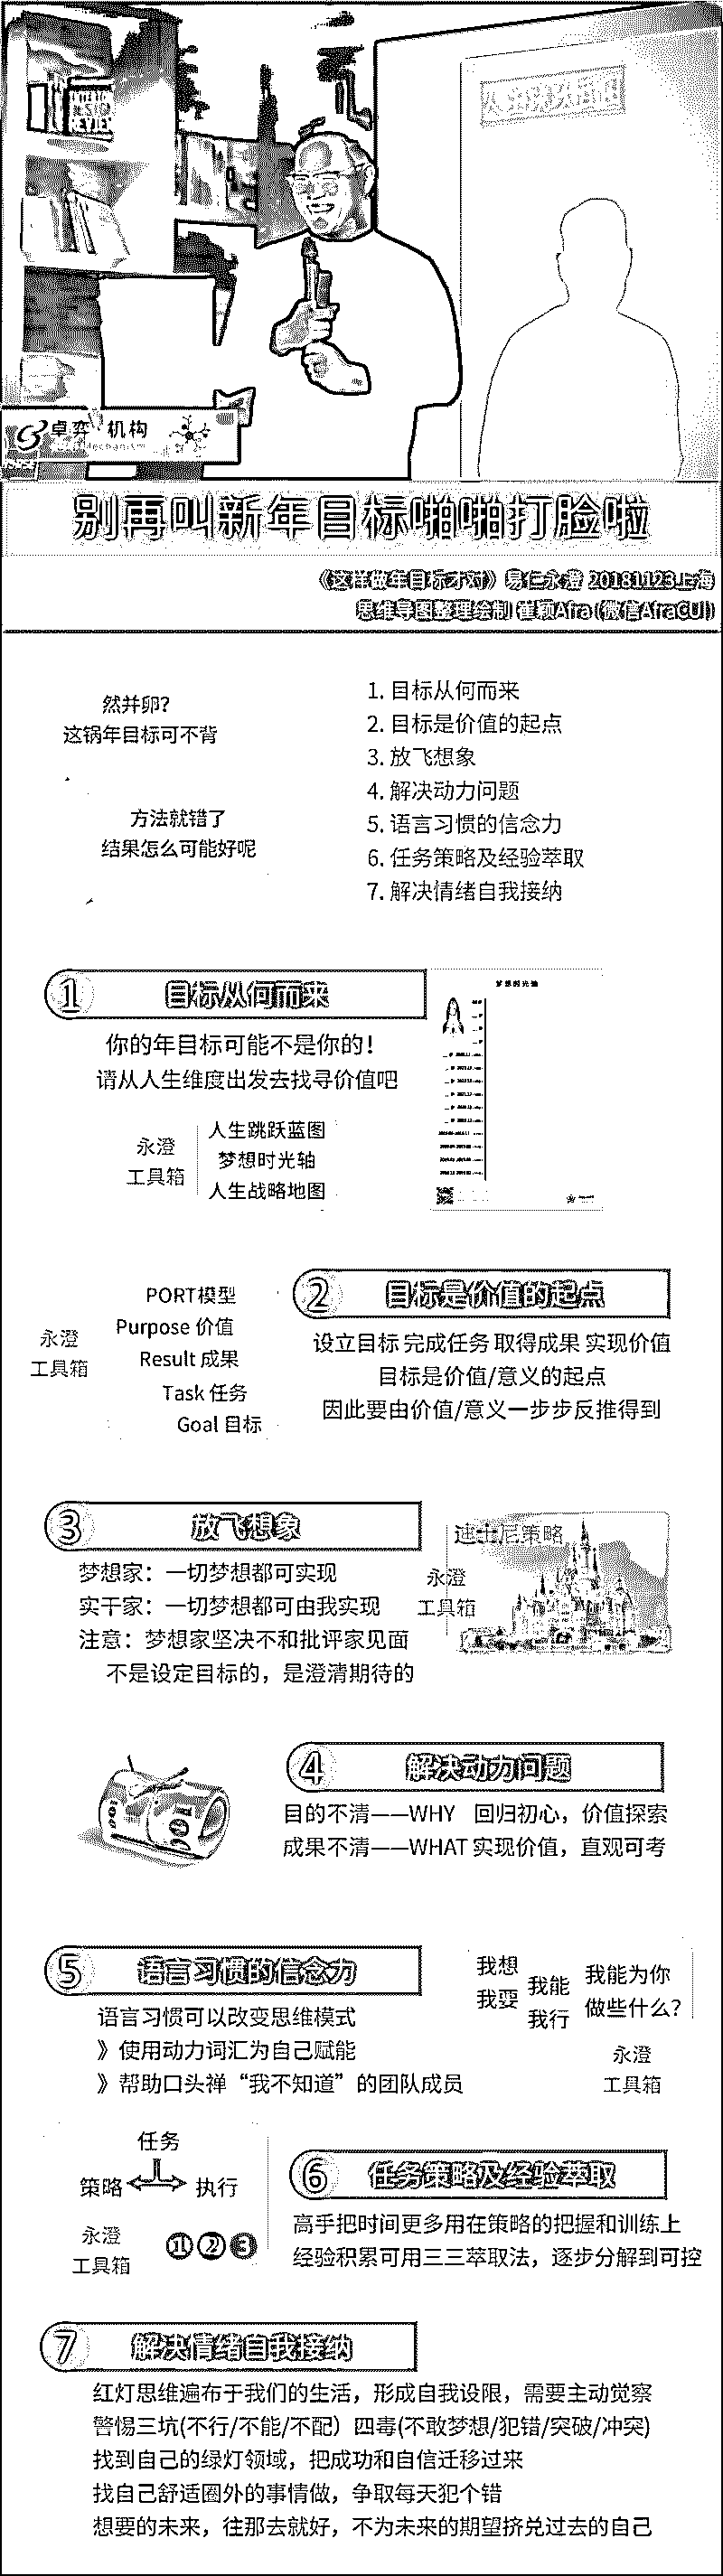 INTERIOR
DESIGN
REVIEW
卓弈 机构
别再叫新年目标啪啪打脸啦
《这样做年目标才对》易仁永澄 20181123上海
思维导图整理绘制 崔颖Afra (微信AfraCUI)
然并卵?
这锅年目标可不背
方法就错了
结果怎么可能好呢
1. 目标从何而来
2. 目标是价值的起点
3. 放飞想象
4. 解决动力问题
5. 语言习惯的信念力
6. 任务策略及经验萃取
7. 解决情绪自我接纳
1 目标从何而来
你的年目标可能不是你的!
请从人生维度出发去找寻价值吧
永澄
工具箱
人生跳跃蓝图
梦想时光轴
人生战略地图
梦想时光轴
永澄
工具箱
PORT模型
Purpose 价值
Result 成果
Task 任务
Goal 目标
2 目标是价值的起点
设立目标 完成任务 取得成果 实现价值
目标是价值/意义的起点
因此要由价值/意义一步步反推得到
3 放飞想象
梦想家：一切梦想都可实现
实干家：一切梦想都可由我实现
注意：梦想家坚决不和批评家见面
不是设定目标的，是澄清期待的
永澄
工具箱
迪士尼策略
4 解决动力问题
目的不清——WHY 回归初心，价值探索
成果不清——WHAT 实现价值，直观可考
5 语言习惯的信念力
语言习惯可以改变思维模式
》使用动力词汇为自己赋能
》帮助口头禅“我不知道”的团队成员
我想
我要
我能
我行
我能为你
做些什么?
永澄
工具箱
任务
策略 执行
永澄
工具箱
1 2 3
6 任务策略及经验萃取
高手把时间更多用在策略的把握和训练上
经验积累可用三三萃取法，逐步分解到可控
7 解决情绪自我接纳
红灯思维遍布于我们的生活，形成自我设限，需要主动觉察
警惕三坑(不行/不能/不配）四毒(不敢梦想/犯错/突破/冲突)
找到自己的绿灯领域，把成功和自信迁移过来
找自己舒适圈外的事情做，争取每天犯个错
想要的未来，往那去就好，不为未来的期望挤兑过去的自己